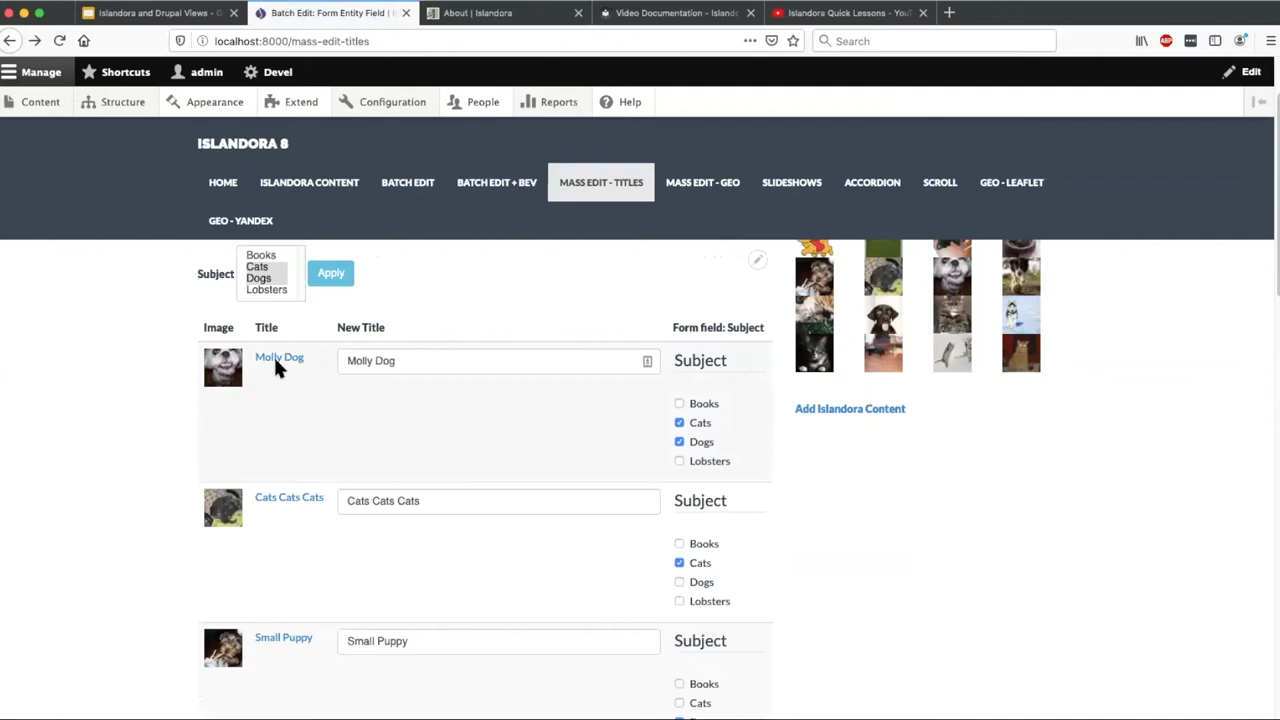 Islandora and Drupal Views - G
Batch Edit: Form Entity Field |
About | Islandora
Video Documentation – Island
Islandora Quick Lessons - You
localhost:8000/mass-edit-titles
Search
ABP
Manage
Shortcuts
admin
Devel
Edit
Content
Structure
Appearance
Extend
Configuration
People
Reports
Help
ISLANDORA 8
HOME
ISLANDORA CONTENT
BATCH EDIT
BATCH EDIT + BEV
MASS EDIT - TITLES
MASS EDIT - GEO
SLIDESHOWS
ACCORDION
SCROLL
GEO - LEAFLET
GEO - YANDEX
Subject
Books
Cats
Dogs
Lobsters
Apply
Image
Title
New Title
Form field: Subject
Molly Dog
Molly Dog
Subject
Books
Cats
Dogs
Lobsters
Add Islandora Content
Cats Cats Cats
Cats Cats Cats
Subject
Books
Cats
Dogs
Lobsters
Small Puppy
Small Puppy
Subject
Books
Cats